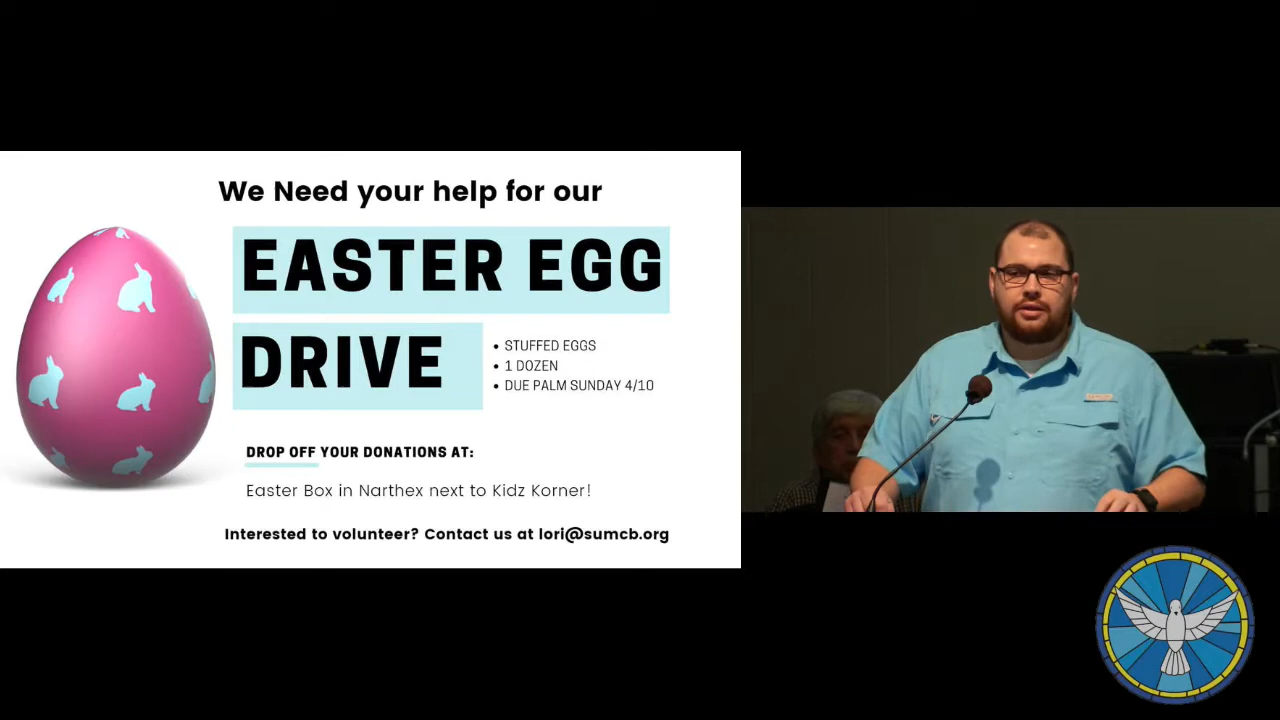 We Need your help for our
EASTER EGG
DRIVE
• STUFFED EGGS
• 1 DOZEN
• DUE PALM SUNDAY 4/10
DROP OFF YOUR DONATIONS AT:
Easter Box in Narthex next to Kidz Korner!
Interested to volunteer? Contact us at lori@sumcb.org